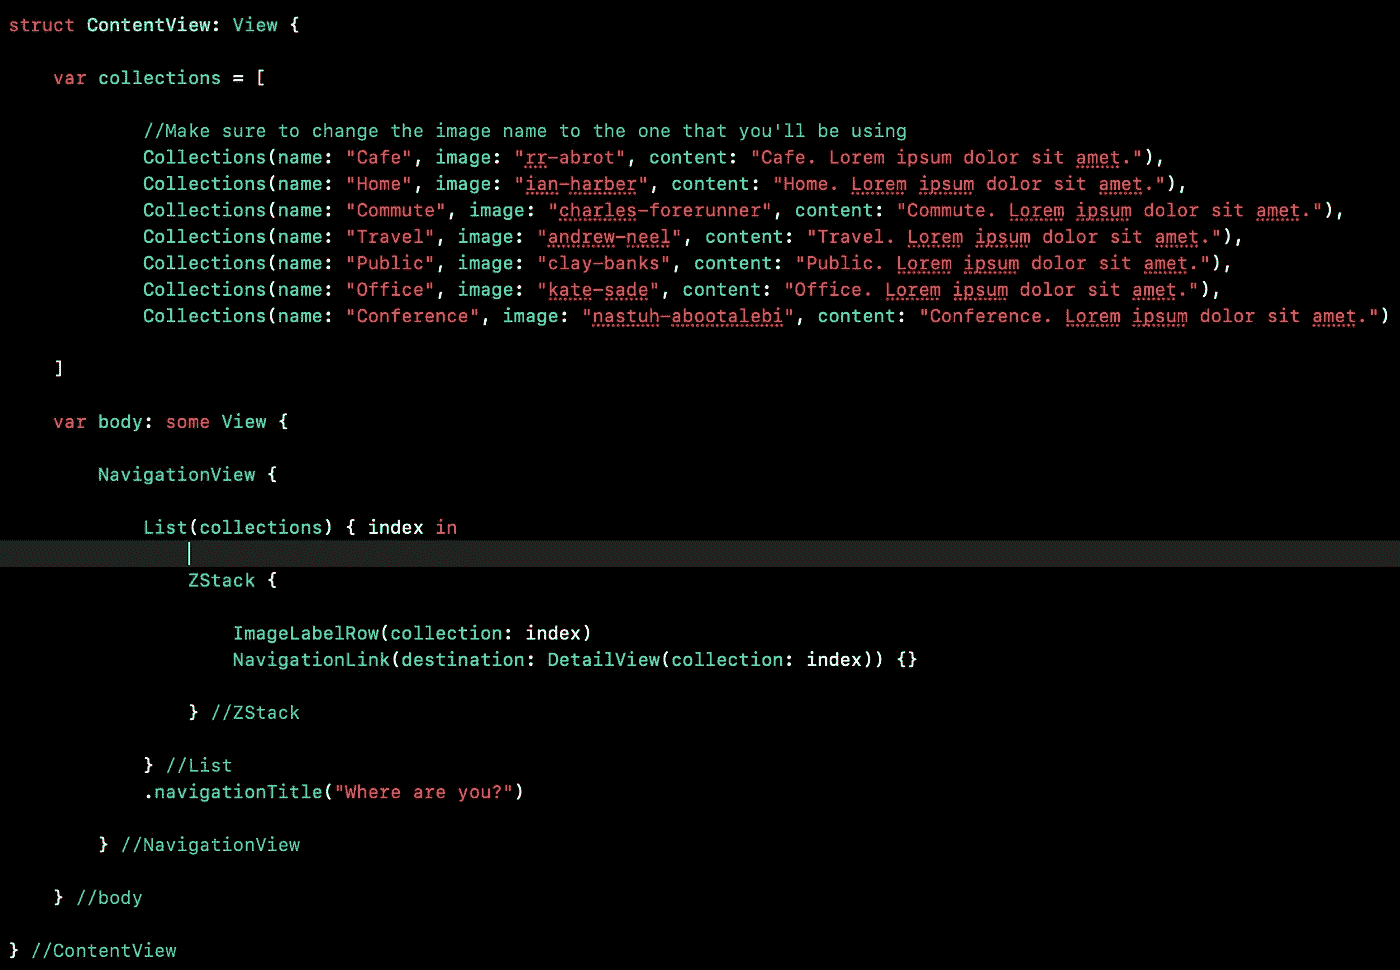 struct ContentView: View {
var collections = [
//Make sure to change the image name to the one that you'll be using
Collections(name: "Cafe", image: "rr-abrot", content: "Cafe. Lorem ipsum dolor sit amet."),
Collections(name: "Home", image: "ian-harber", content: "Home. Lorem ipsum dolor sit amet."),
Collections(name: "Commute", image: "charles-forerunner", content: "Commute. Lorem ipsum dolor sit amet."),
Collections(name: "Travel", image: "andrew-neel", content: "Travel. Lorem ipsum dolor sit amet."),
Collections(name: "Public", image: "clay-banks", content: "Public. Lorem ipsum dolor sit amet."),
Collections(name: "Office", image: "kate-sade", content: "Office. Lorem ipsum dolor sit amet."),
Collections(name: "Conference", image: "nastuh-abootalebi", content: "Conference. Lorem ipsum dolor sit amet.")
]
var body: some View {
NavigationView {
List(collections) { index in
ZStack {
ImageLabelRow(collection: index)
NavigationLink(destination: DetailView(collection: index)) {}
} //ZStack
} //List
.navigationTitle("Where are you?")
} //NavigationView
} //body
} //ContentView